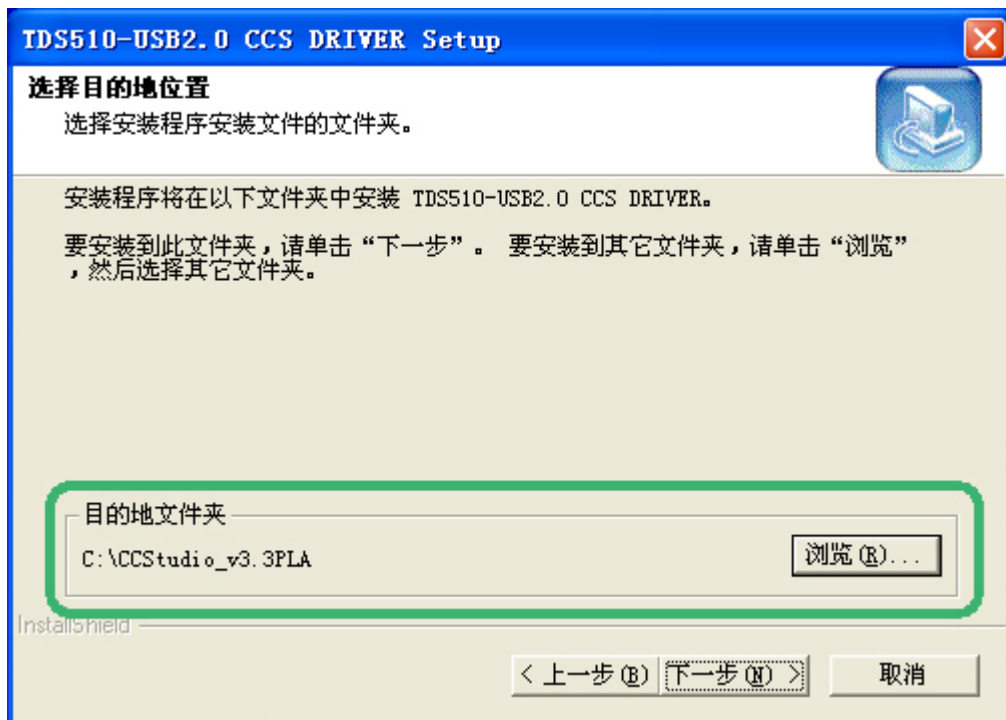 TDS510-USB2.0 CCS DRIVER Setup
选择目的地位置
选择安装程序安装文件的文件夹。
安装程序将在以下文件夹中安装 TDS510-USB2.0 CCS DRIVER。
要安装到此文件夹，请单击“下一步”。 要安装到其它文件夹，请单击“浏览”
，然后选择其它文件夹。
目的地文件夹
C:\CCStudio_v3.3PLA
浏览(R)...
InstallShield
< 上一步(B)
下一步(N) >
取消